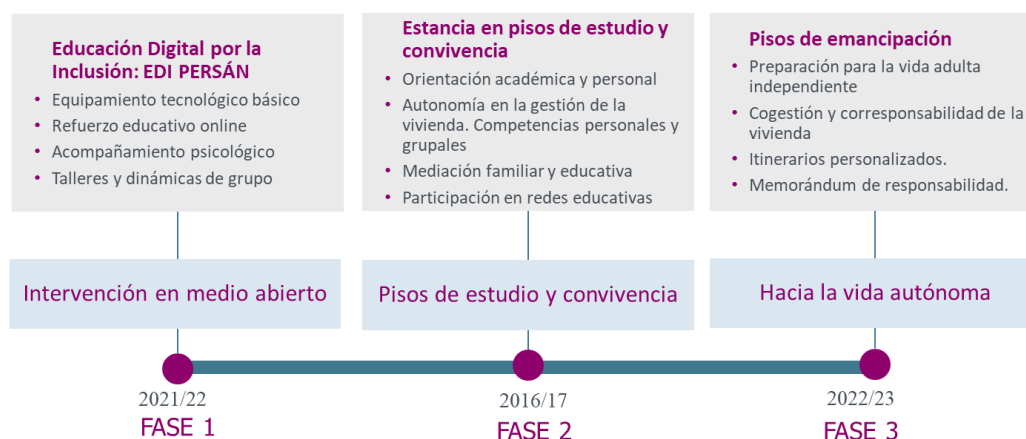 Educación Digital por la
Inclusión: EDI PERSÁN
• Equipamiento tecnológico básico
• Refuerzo educativo online
• Acompañamiento psicológico
• Talleres y dinámicas de grupo
Estancia en pisos de estudio y
convivencia
• Orientación académica y personal
• Autonomía en la gestión de la
vivienda. Competencias personales y
grupales
• Mediación familiar y educativa
• Participación en redes educativas
Pisos de emancipación
• Preparación para la vida adulta
independiente
• Cogestión y corresponsabilidad de la
vivienda
• Itinerarios personalizados.
• Memorándum de responsabilidad.
Intervención en medio abierto
Pisos de estudio y convivencia
Hacia la vida autónoma
2021/22
FASE 1
2016/17
FASE 2
2022/23
FASE 3